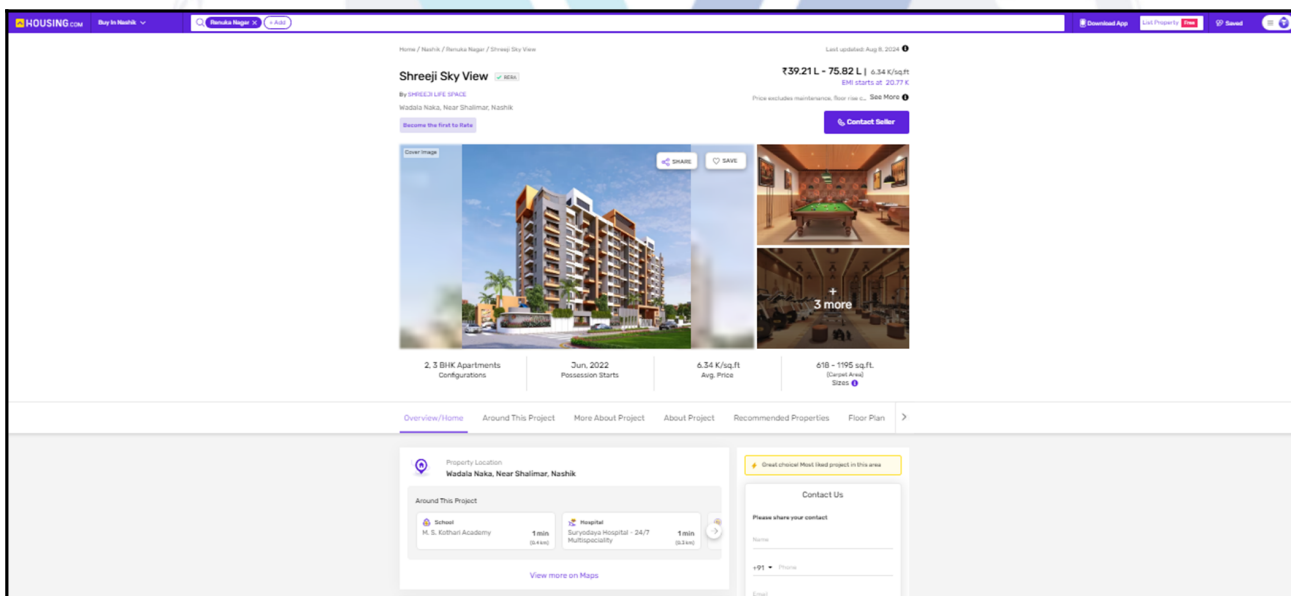 HOUSING.COM
Buy In Nashik
Renuka Nagar ×
+ Add
Download App
List Property Free
Saved
Home / Nashik / Renuka Nagar / Shreeji Sky View
Last updated: Aug 8, 2024
Shreeji Sky View
RERA
₹39.21 L - 75.82 L | 6.34 K/sq.ft
EMI starts at 20.77 K
By SHREEJI LIFE SPACE
Price excludes maintenance, floor rise c... See More
Wadala Naka, Near Shalimar, Nashik
Become the first to Rate
Contact Seller
Cover Image
SHARE
SAVE
+
3 more
2, 3 BHK Apartments
Configurations
Jun, 2022
Possession Starts
6.34 K/sq.ft
Avg. Price
618 - 1195 sq.ft.
(Carpet Area)
Sizes
Overview/Home
Around This Project
More About Project
About Project
Recommended Properties
Floor Plan
Property Location
Wadala Naka, Near Shalimar, Nashik
Around This Project
School
M. S. Kothari Academy
1 min
(0.4 km)
Hospital
Suryodaya Hospital - 24/7
Multispeciality
1 min
View more on Maps
Great choice! Most liked project in this area
Contact Us
Please share your contact
Name
+91
Phone
Email